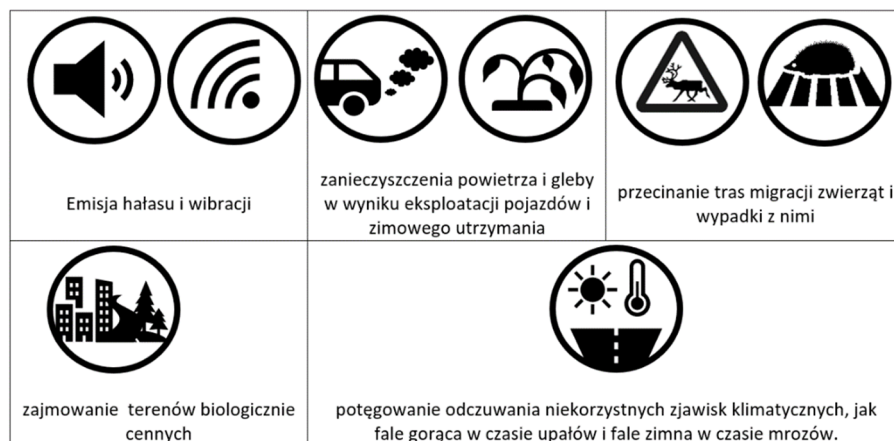 Emisja hałasu i wibracji
zanieczyszczenia powietrza i gleby
w wyniku eksploatacji pojazdów i
zimowego utrzymania
przecinanie tras migracji zwierząt i
wypadki z nimi
zajmowanie terenów biologicznie
cennych
potęgowanie odczuwania niekorzystnych zjawisk klimatycznych, jak
fale gorąca w czasie upałów i fale zimna w czasie mrozów.